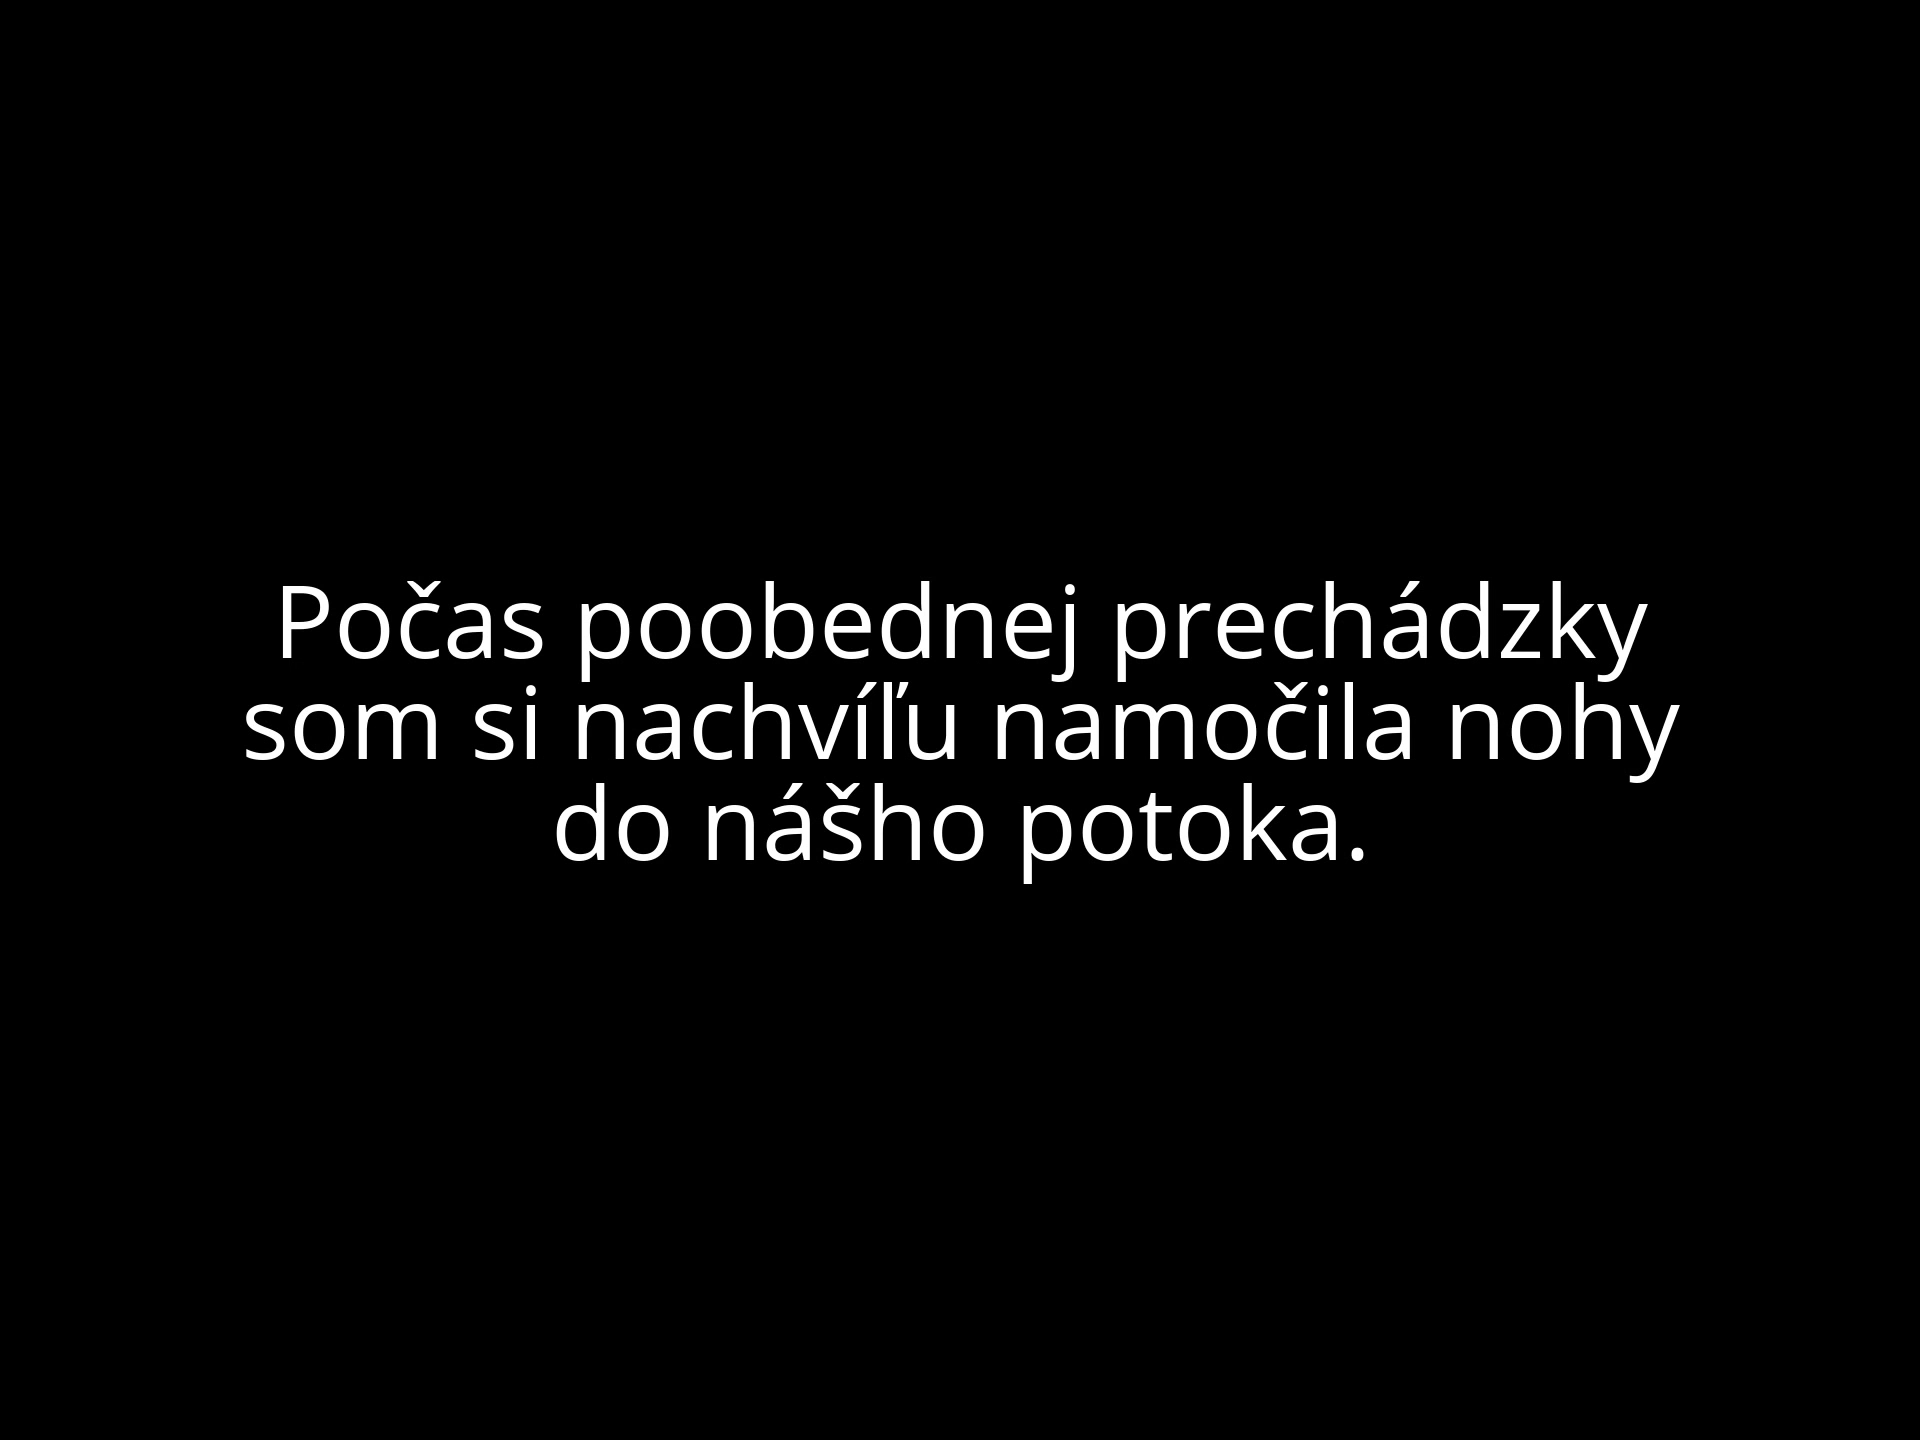 Počas poobednej prechádzky
som si nachvíľu namočila nohy
do nášho potoka.